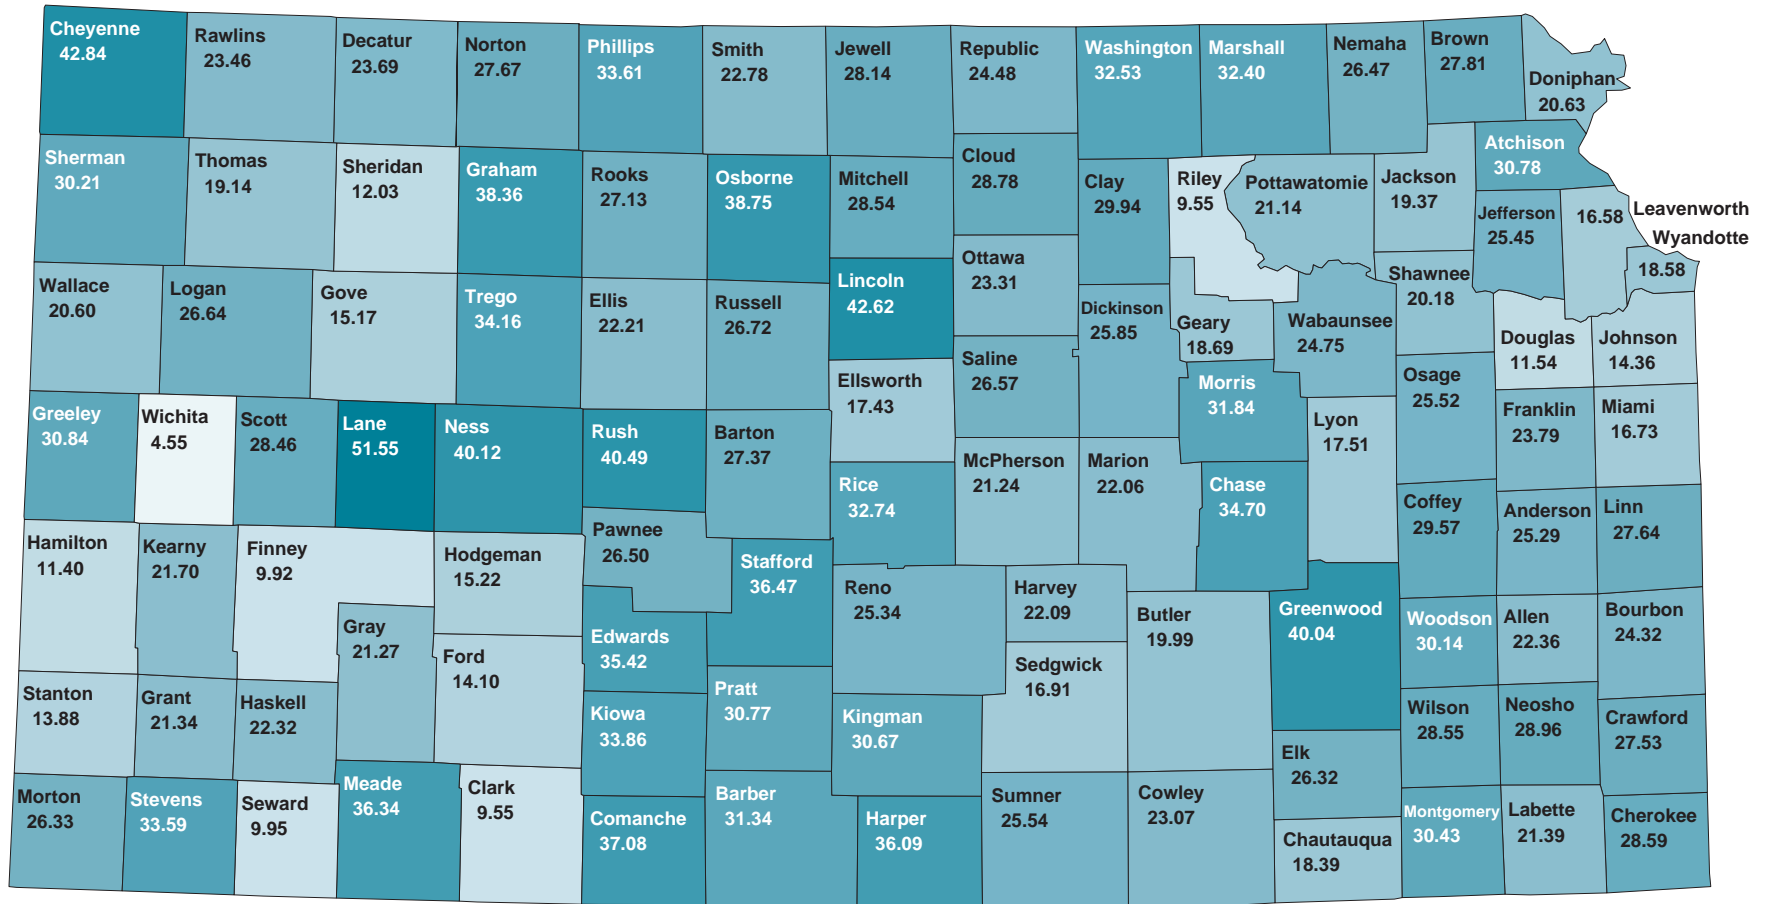 Cheyenne
42.84
Rawlins
23.46
Decatur
23.69
Norton
27.67
Phillips
33.61
Smith
22.78
Jewell
28.14
Republic
24.48
Washington
32.53
Marshall
32.40
Nemaha
26.47
Brown
27.81
Doniphan
20.63
Sherman
30.21
Thomas
19.14
Sheridan
12.03
Graham
38.36
Rooks
27.13
Osborne
38.75
Mitchell
28.54
Cloud
28.78
Clay
29.94
Riley
9.55
Pottawatomie
21.14
Jackson
19.37
Atchison
30.78
Jefferson
25.45
16.58
Leavenworth
Wyandotte
18.58
Wallace
20.60
Logan
26.64
Gove
15.17
Trego
34.16
Ellis
22.21
Russell
26.72
Lincoln
42.62
Ottawa
23.31
Dickinson
25.85
Geary
18.69
Wabaunsee
24.75
Shawnee
20.18
Douglas
11.54
Johnson
14.36
Ellsworth
17.43
Saline
26.57
Morris
31.84
Osage
25.52
Franklin
23.79
Miami
16.73
Greeley
30.84
Wichita
4.55
Scott
28.46
Lane
51.55
Ness
40.12
Rush
40.49
Barton
27.37
Rice
32.74
McPherson
21.24
Marion
22.06
Chase
34.70
Lyon
17.51
Coffey
29.57
Anderson
25.29
Linn
27.64
Hamilton
11.40
Kearny
21.70
Finney
9.92
Hodgeman
15.22
Pawnee
26.50
Stafford
36.47
Reno
25.34
Harvey
22.09
Butler
19.99
Greenwood
40.04
Woodson
30.14
Allen
22.36
Bourbon
24.32
Gray
21.27
Ford
14.10
Edwards
35.42
Sedgwick
16.91
Stanton
13.88
Grant
21.34
Haskell
22.32
Kiowa
33.86
Pratt
30.77
Kingman
30.67
Elk
26.32
Wilson
28.55
Neosho
28.96
Crawford
27.53
Morton
26.33
Stevens
33.59
Seward
9.95
Meade
36.34
Clark
9.55
Comanche
37.08
Barber
31.34
Harper
36.09
Sumner
25.54
Cowley
23.07
Chautauqua
18.39
Montgomery
30.43
Labette
21.39
Cherokee
28.59